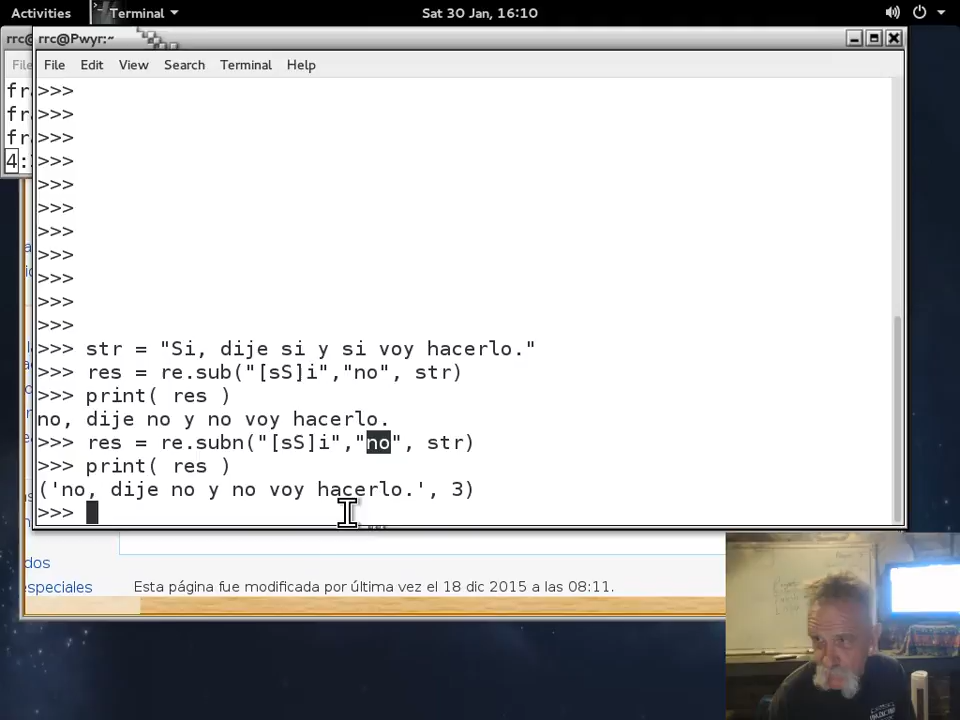 Activities Terminal Sat 30 Jan, 16:10
rrc@ rrc@Pwyr:~
File Edit View Search Terminal Help
>>>
>>>
>>>
>>>
>>>
>>>
>>>
>>>
>>>
>>>
>>>
>>> str = "Si, dije si y si voy hacerlo."
>>> res = re.sub("[sS]i","no", str)
>>> print( res )
no, dije no y no voy hacerlo.
>>> res = re.subn("[sS]i","no", str)
>>> print( res )
('no, dije no y no voy hacerlo.', 3)
>>>
dos
especiales
Esta página fue modificada por última vez el 18 dic 2015 a las 08:11.